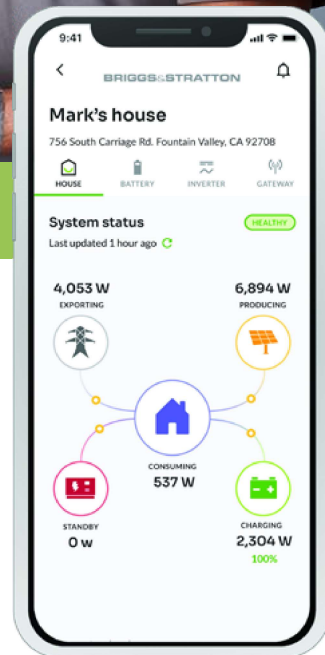 9:41
BRIGGS&STRATTON
Mark's house
756 South Carriage Rd. Fountain Valley, CA 92708
HOUSE BATTERY INVERTER GATEWAY
System status HEALTHY
Last updated 1 hour ago
4,053 W 6,894 W
EXPORTING PRODUCING
CONSUMING
537 W
STANDBY CHARGING
0 w 2,304 W
100%